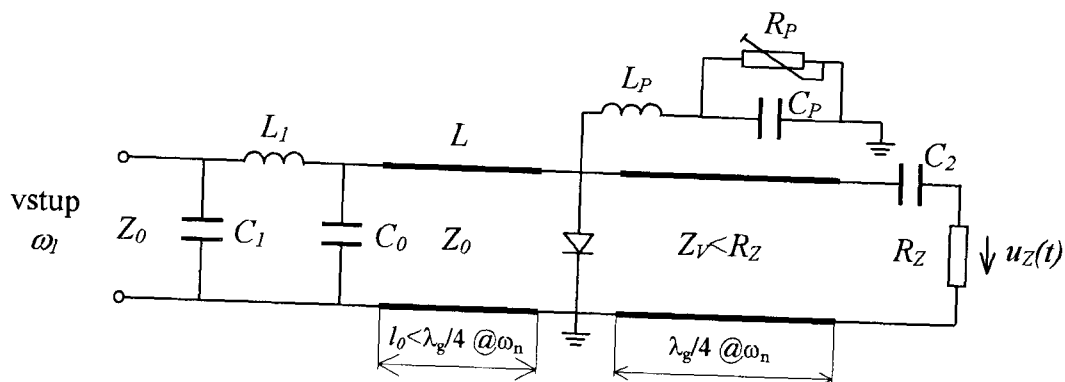 R_P
L_P
C_P
L_1
L
C_2
vstup
ω_1
Z_0
C_1
C_0
Z_0
Z_V<R_Z
R_Z
u_Z(t)
l_0<λ_g/4 @ω_n
λ_g/4 @ω_n